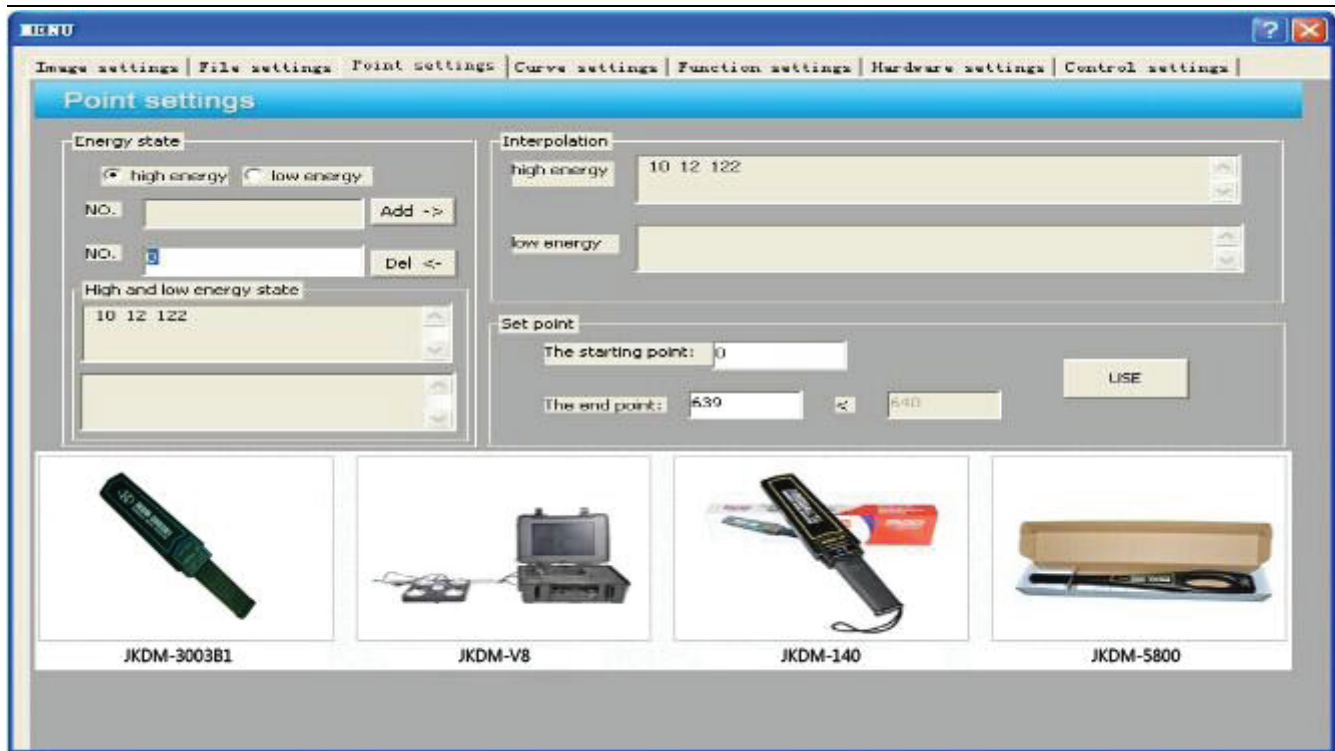 MENU
Image settings File settings Point settings Curve settings Function settings Hardware settings Control settings
Point settings
Energy state
high energy low energy
NO. Add ->
NO. 0 Del <-
High and low energy state
10 12 122
Interpolation
high energy 10 12 122
low energy
Set point
The starting point: 0
The end point: 639 < 640
USE
JKDM-3003B1 JKDM-V8 JKDM-140 JKDM-5800